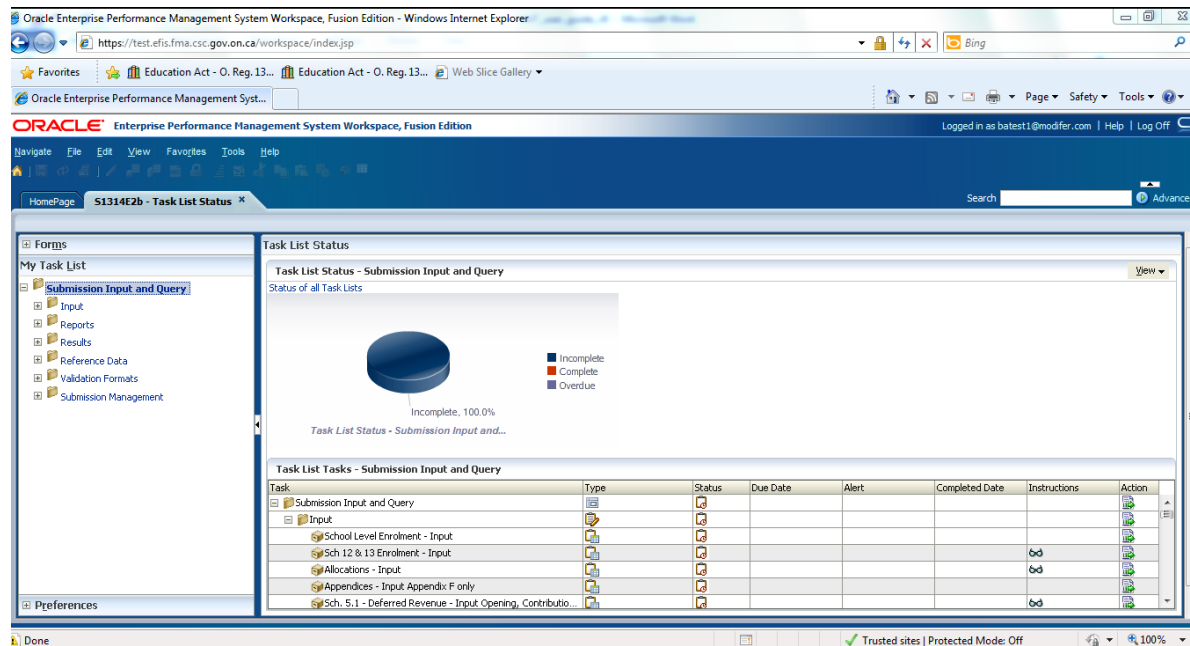 Oracle Enterprise Performance Management System Workspace, Fusion Edition - Windows Internet Explorer
https://test.efis.fma.csc.gov.on.ca/workspace/index.jsp
Bing
Favorites Education Act - O. Reg. 13... Education Act - O. Reg. 13... Web Slice Gallery
Oracle Enterprise Performance Management Syst...
Page Safety Tools
ORACLE Enterprise Performance Management System Workspace, Fusion Edition
Logged in as batest1@modifer.com | Help | Log Off
Navigate File Edit View Favorites Tools Help
HomePage S1314E2b - Task List Status × Search Advance
Forms
Task List Status
My Task List
Task List Status - Submission Input and Query View
Submission Input and Query
Status of all Task Lists
Input
Reports
Results
Reference Data
Validation Formats
Submission Management
Incomplete
Complete
Overdue
Incomplete, 100.0%
Task List Status - Submission Input and...
Task List Tasks - Submission Input and Query
Task Type Status Due Date Alert Completed Date Instructions Action
Submission Input and Query
Input
School Level Enrolment - Input
Sch 12 & 13 Enrolment - Input
Allocations - Input
Appendices - Input Appendix F only
Sch. 5.1 - Deferred Revenue - Input Opening, Contributio...
Preferences
Done Trusted sites | Protected Mode: Off 100%